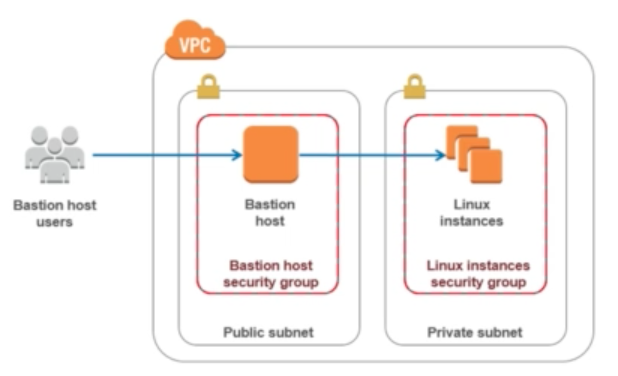 VPC
Bastion host
users
Bastion
host
Bastion host
security group
Public subnet
Linux
instances
Linux instances
security group
Private subnet